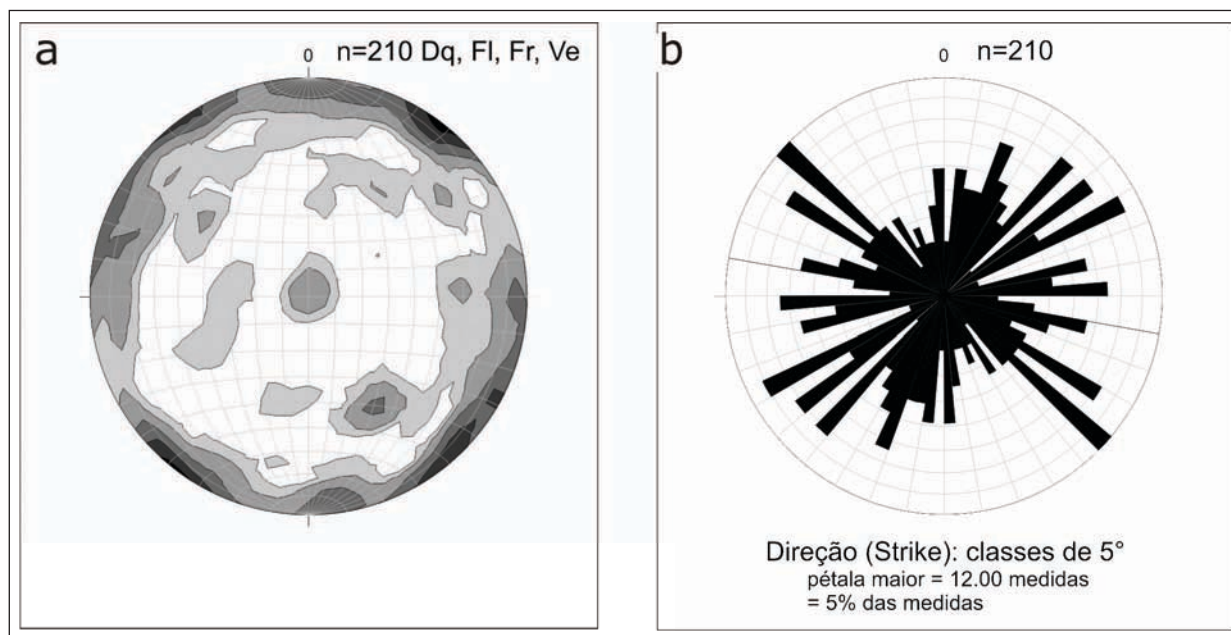 a
n=210 Dq, Fl, Fr, Ve
0
b
n=210
0
Direção (Strike): classes de 5°
pétala maior = 12.00 medidas
= 5% das medidas